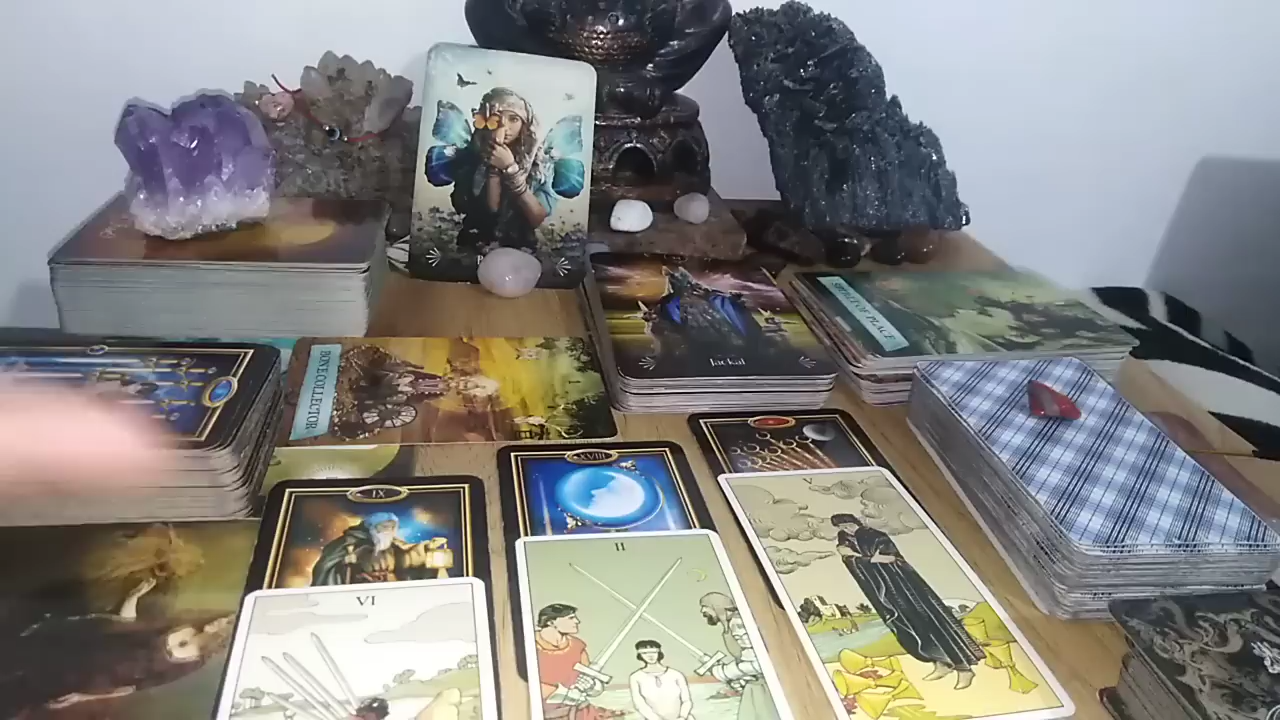 Jackal
SPIRIT OF PLACE
BONE COLLECTOR
XVIII
IX
V
II
VI